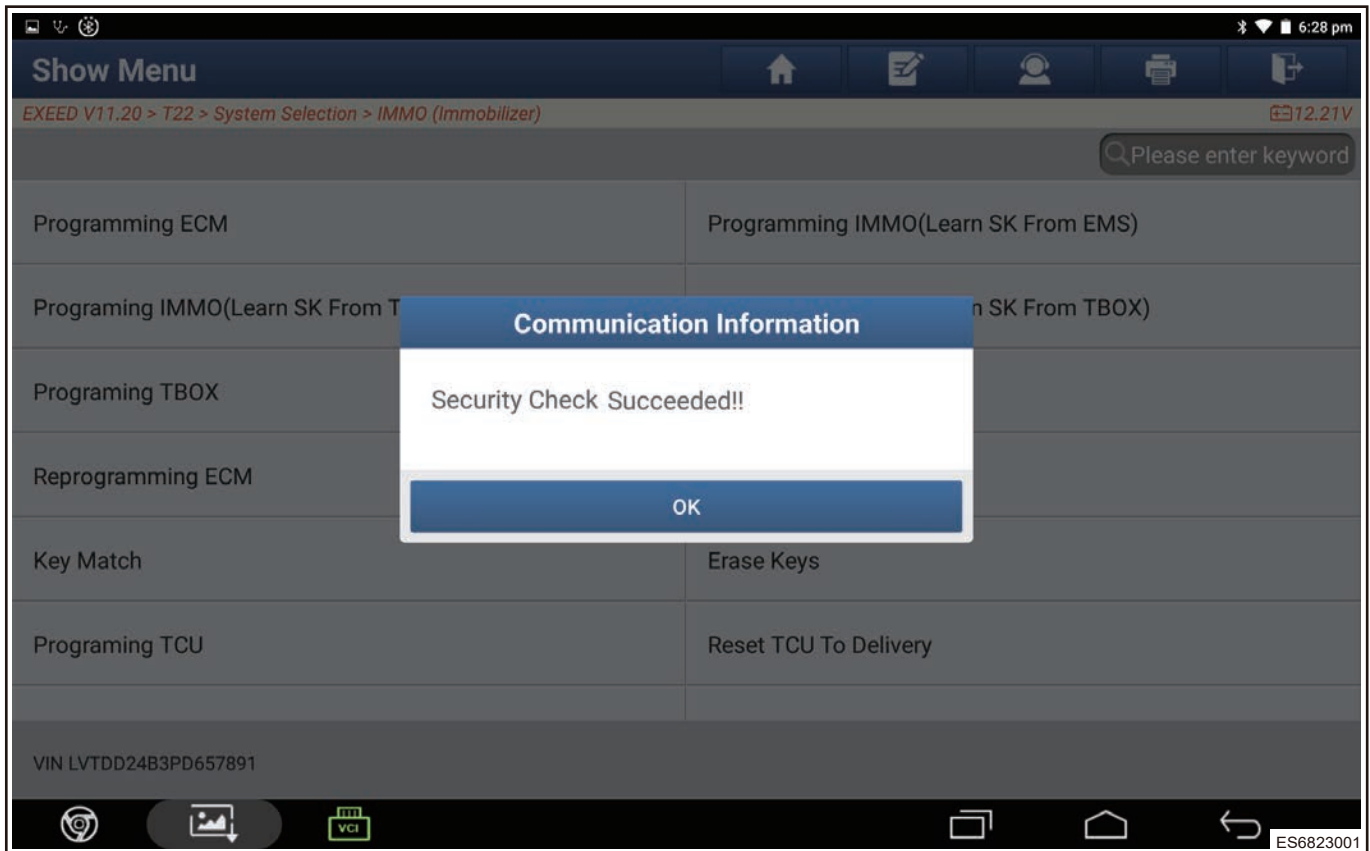 6:28 pm
Show Menu
EXEED V11.20 > T22 > System Selection > IMMO (Immobilizer)
12.21V
Please enter keyword
Programming ECM
Programming IMMO(Learn SK From EMS)
Programing IMMO(Learn SK From T
n SK From TBOX)
Communication Information
Security Check Succeeded!!
OK
Programing TBOX
Reprogramming ECM
Key Match
Erase Keys
Programing TCU
Reset TCU To Delivery
VIN LVTDD24B3PD657891
VCI
ES6823001